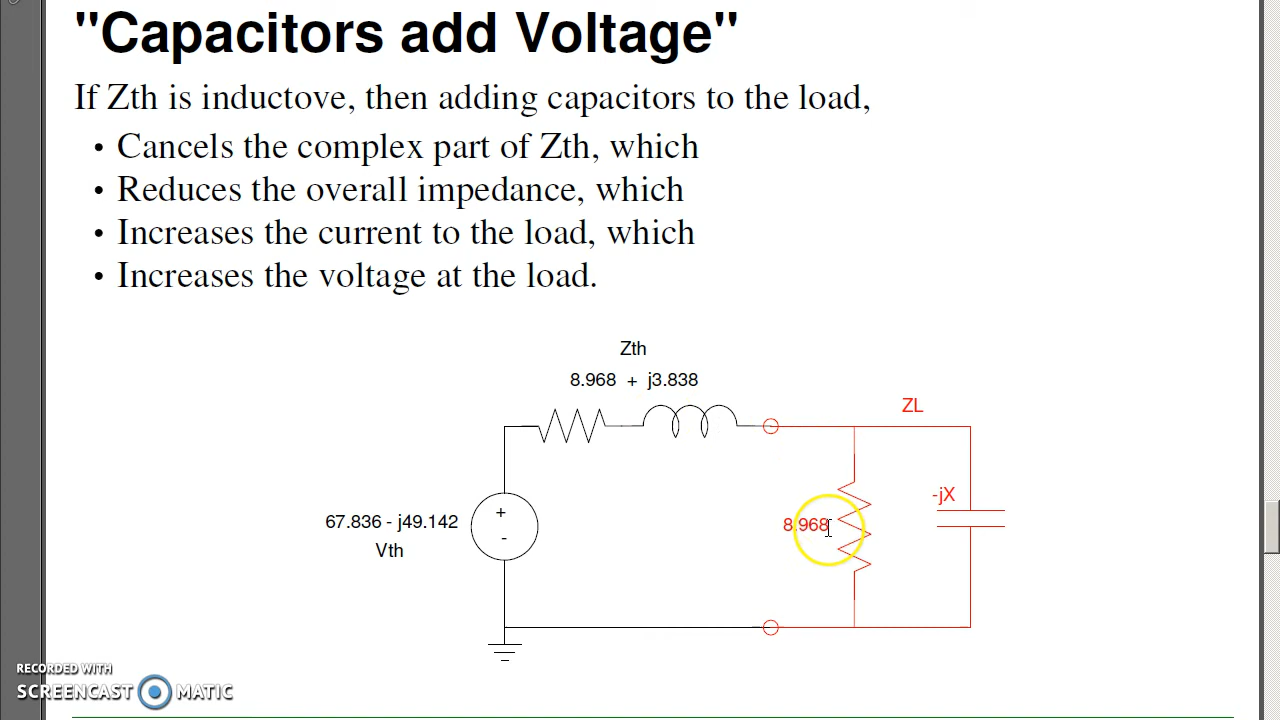 "Capacitors add Voltage"
If Zth is inductove, then adding capacitors to the load,
• Cancels the complex part of Zth, which
• Reduces the overall impedance, which
• Increases the current to the load, which
• Increases the voltage at the load.
Zth
8.968 + j3.838
ZL
-jX
67.836 - j49.142
Vth
+
-
8.968
RECORDED WITH
SCREENCAST MATIC